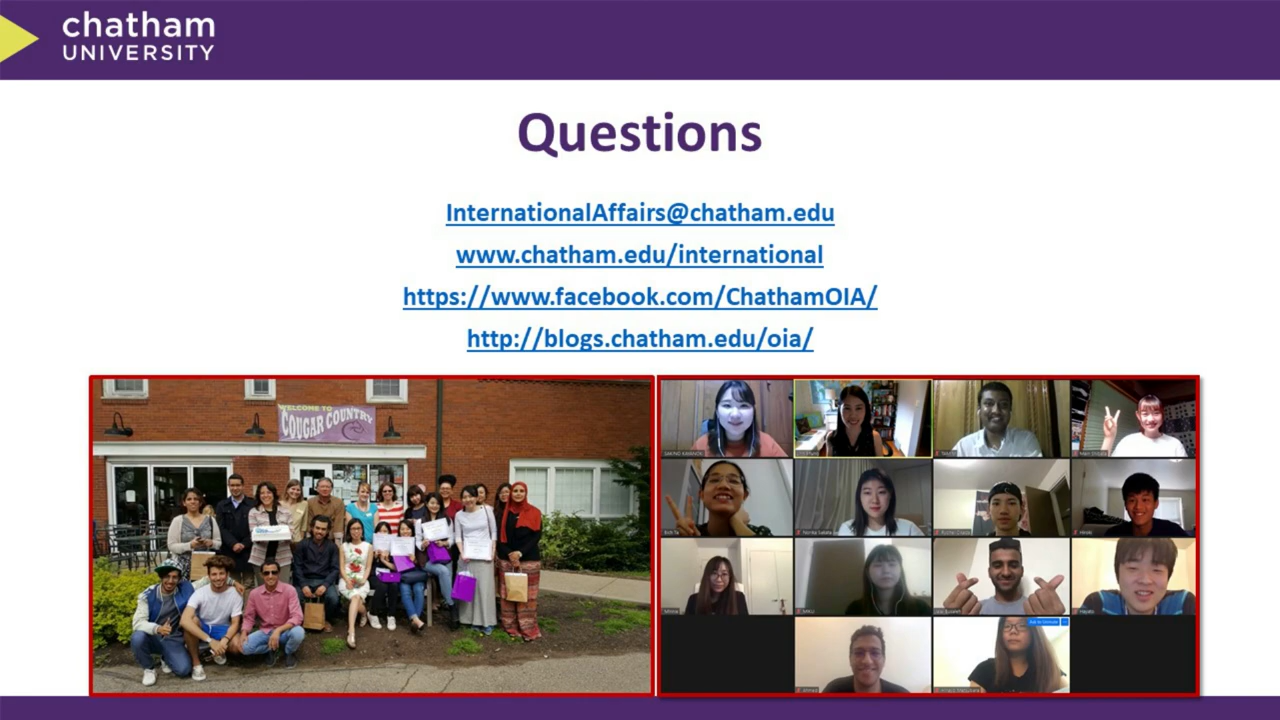 chatham
UNIVERSITY
Questions
InternationalAffairs@chatham.edu
www.chatham.edu/international
https://www.facebook.com/ChathamOIA/
http://blogs.chatham.edu/oia/
WELCOME TO
COUGAR COUNTRY